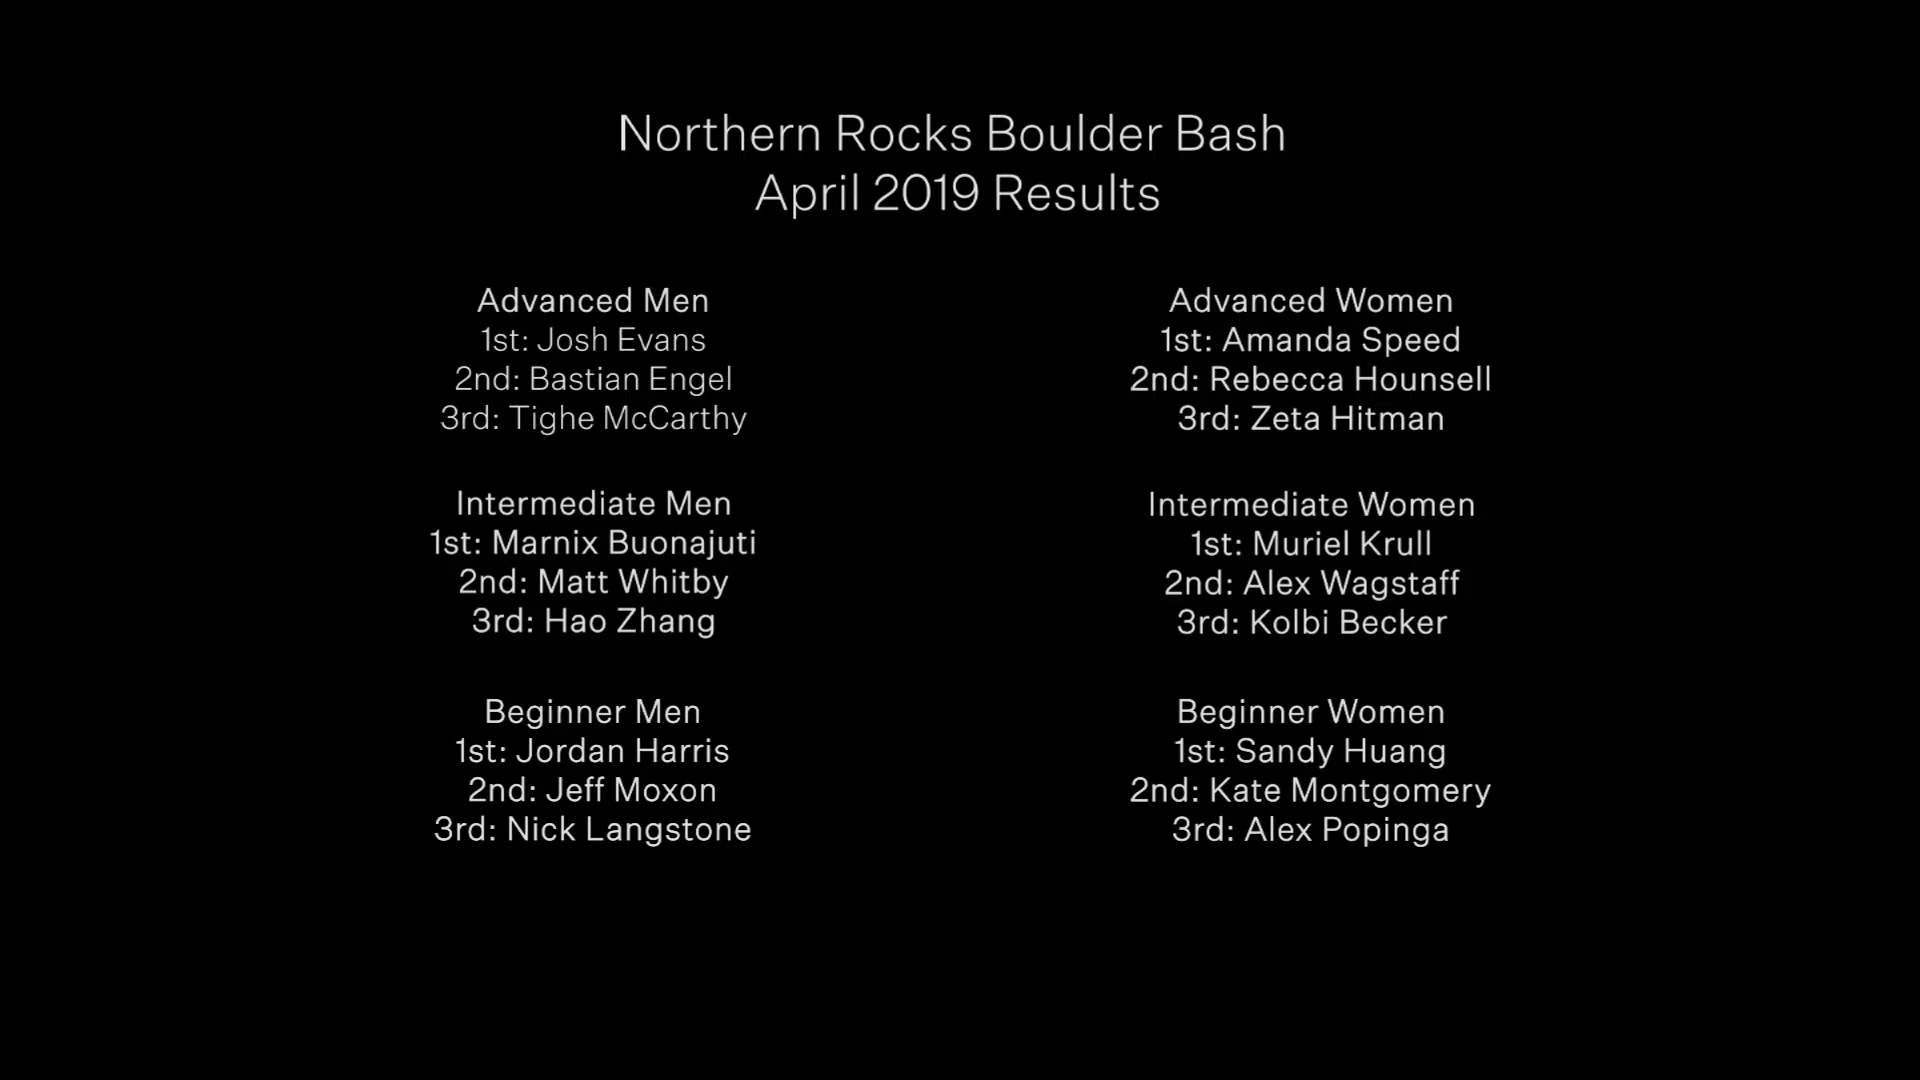 Northern Rocks Boulder Bash
April 2019 Results
Advanced Men
1st: Josh Evans
2nd: Bastian Engel
3rd: Tighe McCarthy
Advanced Women
1st: Amanda Speed
2nd: Rebecca Hounsell
3rd: Zeta Hitman
Intermediate Men
1st: Marnix Buonajuti
2nd: Matt Whitby
3rd: Hao Zhang
Intermediate Women
1st: Muriel Krull
2nd: Alex Wagstaff
3rd: Kolbi Becker
Beginner Men
1st: Jordan Harris
2nd: Jeff Moxon
3rd: Nick Langstone
Beginner Women
1st: Sandy Huang
2nd: Kate Montgomery
3rd: Alex Popinga